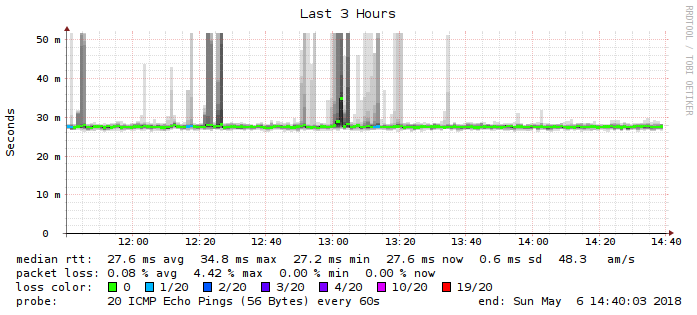 Last 3 Hours
RRDTOOL / TOBI OETIKER
Seconds
50 m
40 m
30 m
20 m
10 m
0
12:00 12:20 12:40 13:00 13:20 13:40 14:00 14:20 14:40
median rtt: 27.6 ms avg 34.8 ms max 27.2 ms min 27.6 ms now 0.6 ms sd 48.3 am/s
packet loss: 0.08 % avg 4.42 % max 0.00 % min 0.00 % now
loss color: 0 1/20 2/20 3/20 4/20 10/20 19/20
probe: 20 ICMP Echo Pings (56 Bytes) every 60s end: Sun May 6 14:40:03 2018